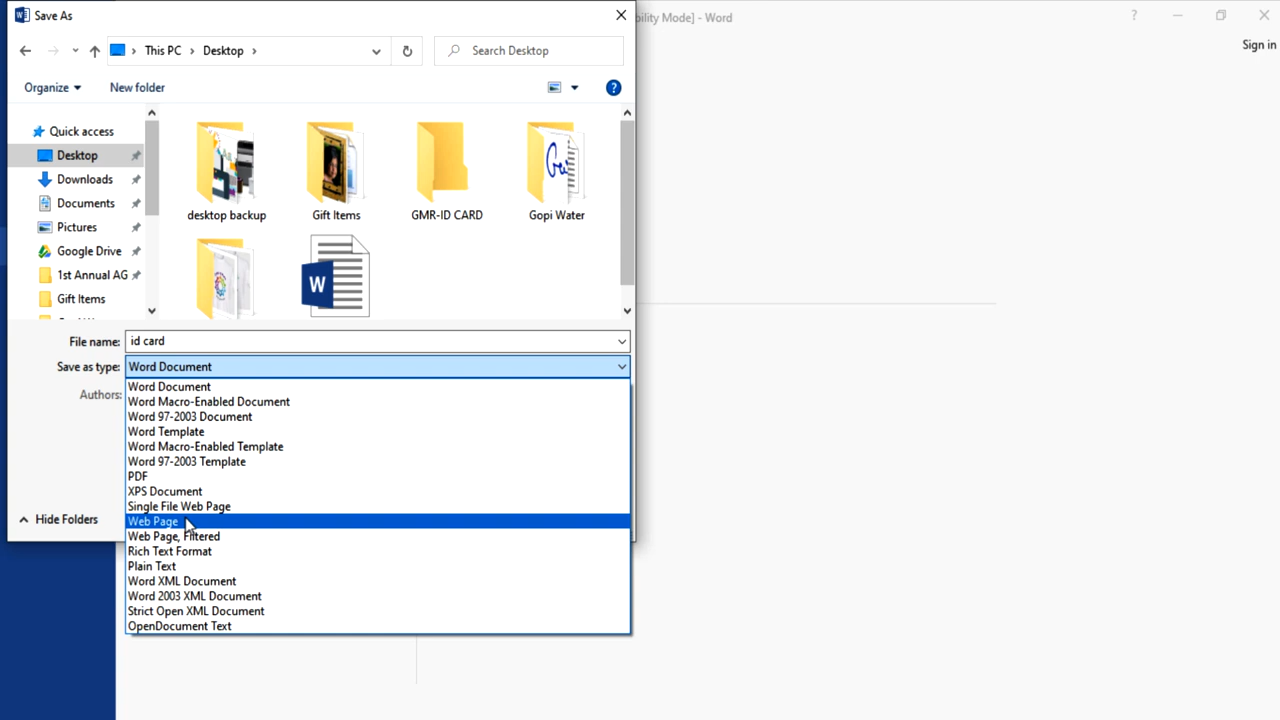 Save As
bility Mode] - Word
?
Sign in
This PC
Desktop
Search Desktop
Organize
New folder
?
Quick access
Desktop
Downloads
Documents
Pictures
Google Drive
1st Annual AG
Gift Items
desktop backup
Gift Items
GMR-ID CARD
Gopi Water
W
File name:
id card
Save as type:
Word Document
Authors:
Word Document
Word Macro-Enabled Document
Word 97-2003 Document
Word Template
Word Macro-Enabled Template
Word 97-2003 Template
PDF
XPS Document
Single File Web Page
Web Page
Hide Folders
Web Page, Filtered
Rich Text Format
Plain Text
Word XML Document
Word 2003 XML Document
Strict Open XML Document
OpenDocument Text